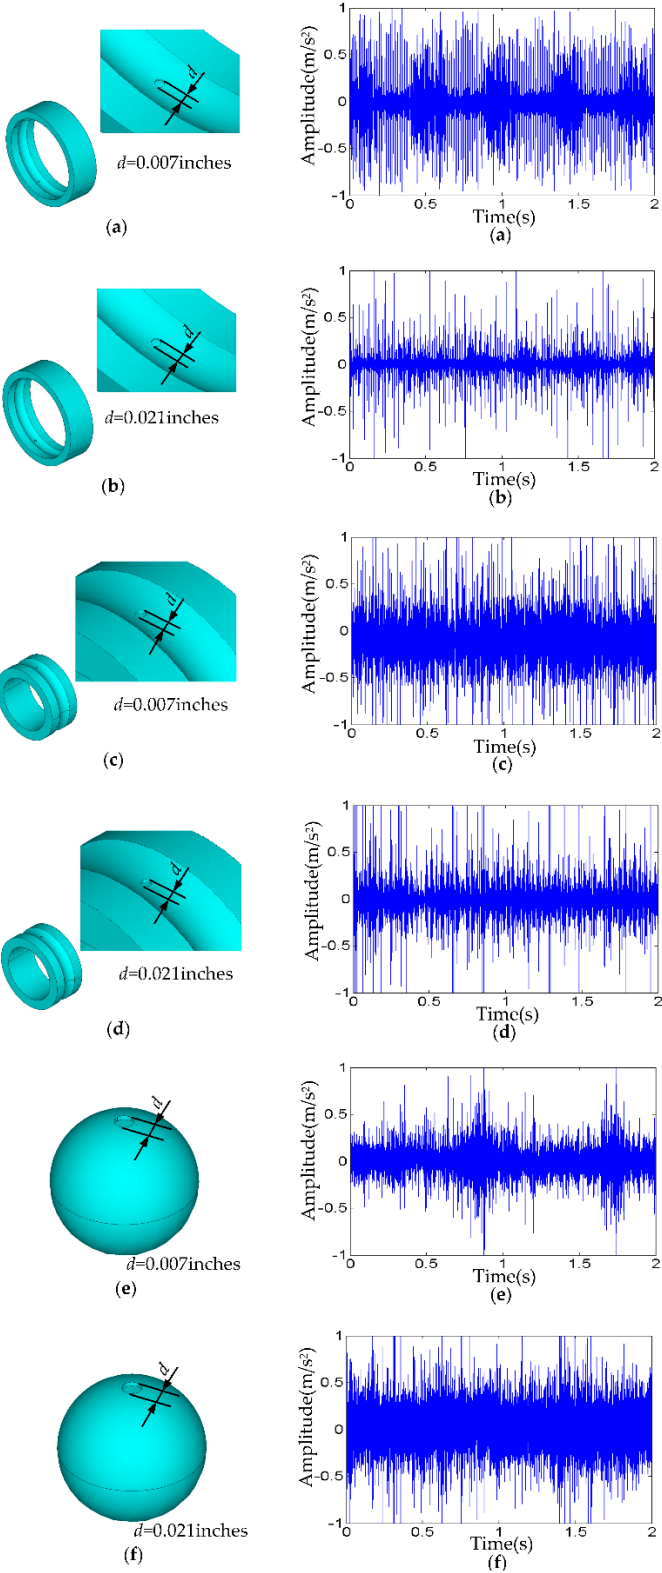 d
d=0.007inches
(a)
Amplitude(m/s²)
1
0.5
0
-0.5
-1
0
0.5
1
1.5
2
Time(s)
(a)
d
d=0.021inches
(b)
Amplitude(m/s²)
1
0.5
0
-0.5
-1
0
0.5
1
1.5
2
Time(s)
(b)
d
d=0.007inches
(c)
Amplitude(m/s²)
1
0.5
0
-0.5
-1
0
0.5
1
1.5
2
Time(s)
(c)
d
d=0.021inches
(d)
Amplitude(m/s²)
1
0.5
0
-0.5
-1
0
0.5
1
1.5
2
Time(s)
(d)
d
d=0.007inches
(e)
Amplitude(m/s²)
1
0.5
0
-0.5
-1
0
0.5
1
1.5
2
Time(s)
(e)
d
d=0.021inches
(f)
Amplitude(m/s²)
1
0.5
0
-0.5
-1
0
0.5
1
1.5
2
Time(s)
(f)